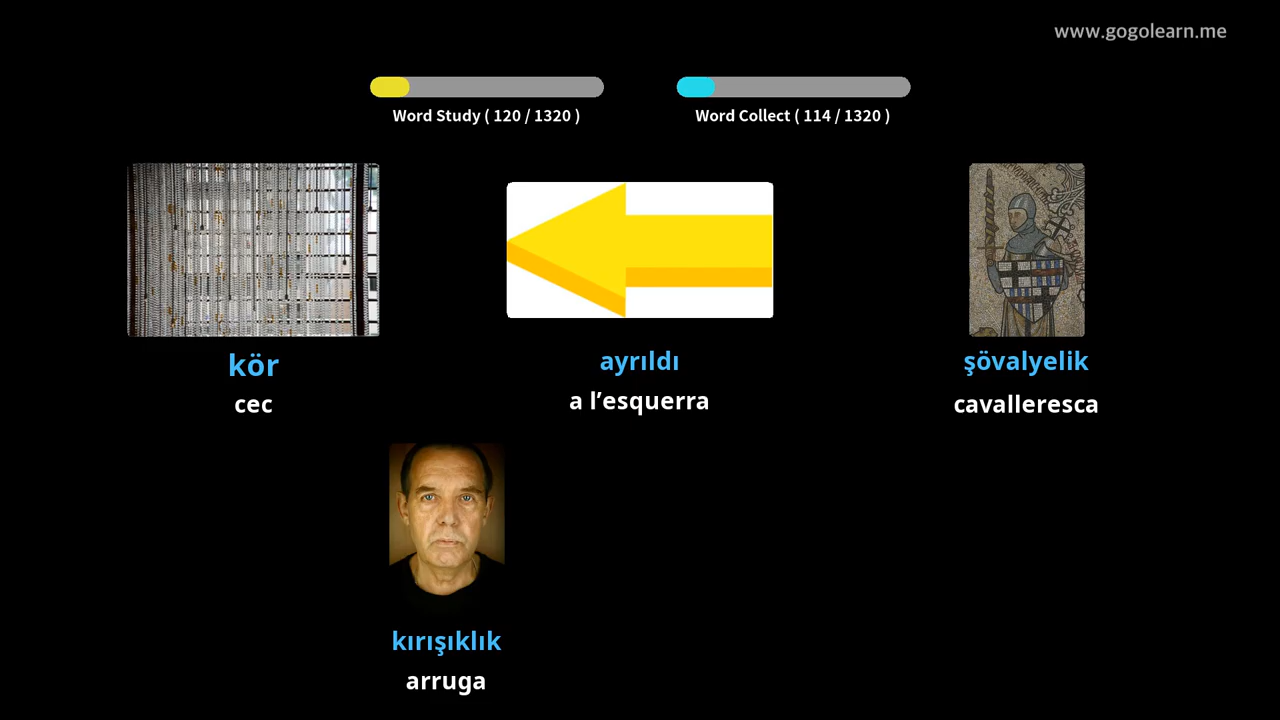 www.gogolearn.me
Word Study ( 120 / 1320 )
Word Collect ( 114 / 1320 )
kör
cec
ayrıldı
a l’esquerra
şövalyelik
cavalleresca
kırışıklık
arruga